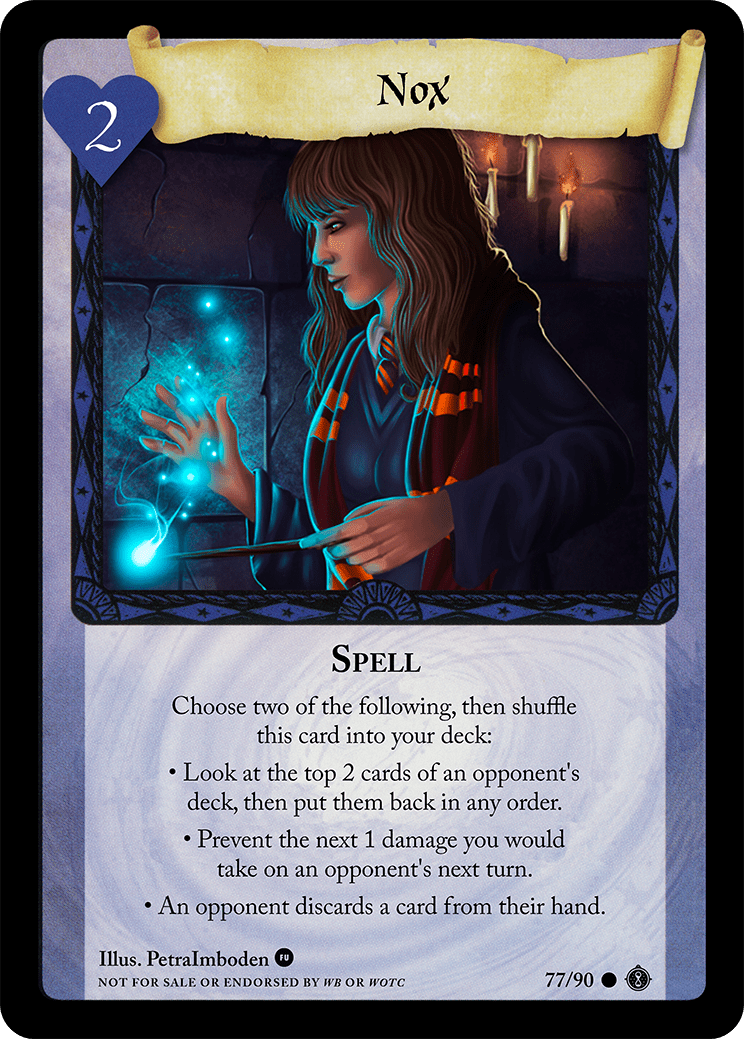 Nox
2
Spell
Choose two of the following, then shuffle
this card into your deck:
• Look at the top 2 cards of an opponent's
deck, then put them back in any order.
• Prevent the next 1 damage you would
take on an opponent's next turn.
• An opponent discards a card from their hand.
Illus. PetraImboden FU
NOT FOR SALE OR ENDORSED BY WB OR WOTC
77/90